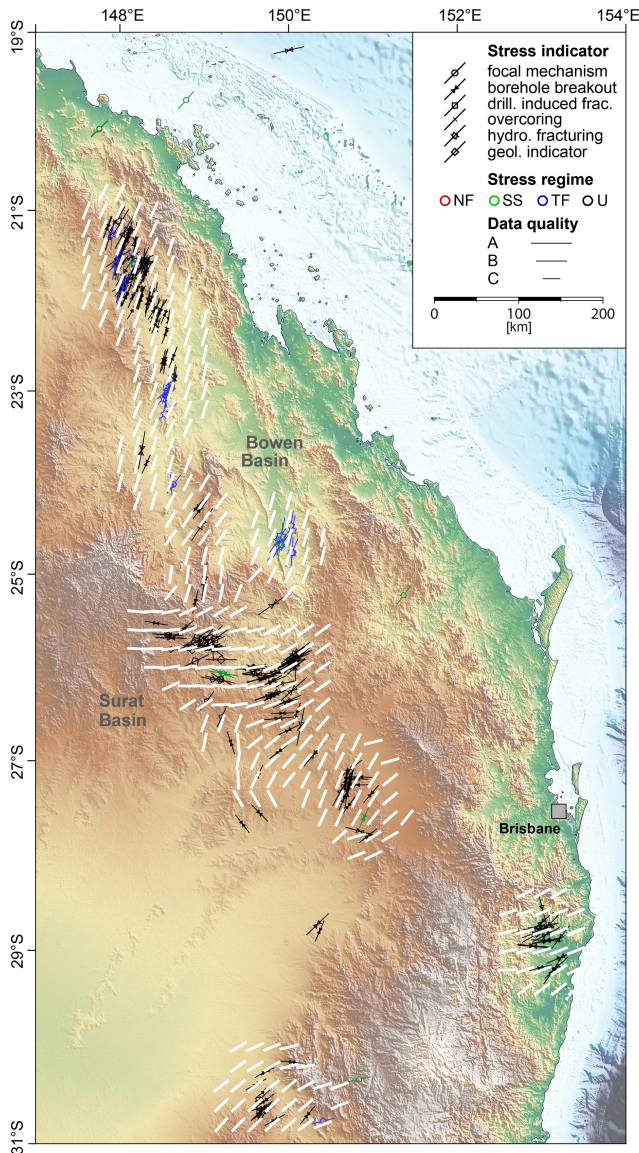 148°E 150°E 152°E 154°E
19°S
21°S
23°S
25°S
27°S
29°S
31°S
Stress indicator
focal mechanism
borehole breakout
drill. induced frac.
overcoring
hydro. fracturing
geol. indicator
Stress regime
NF SS TF U
Data quality
A
B
C
0 100 200
[km]
Bowen
Basin
Surat
Basin
Brisbane